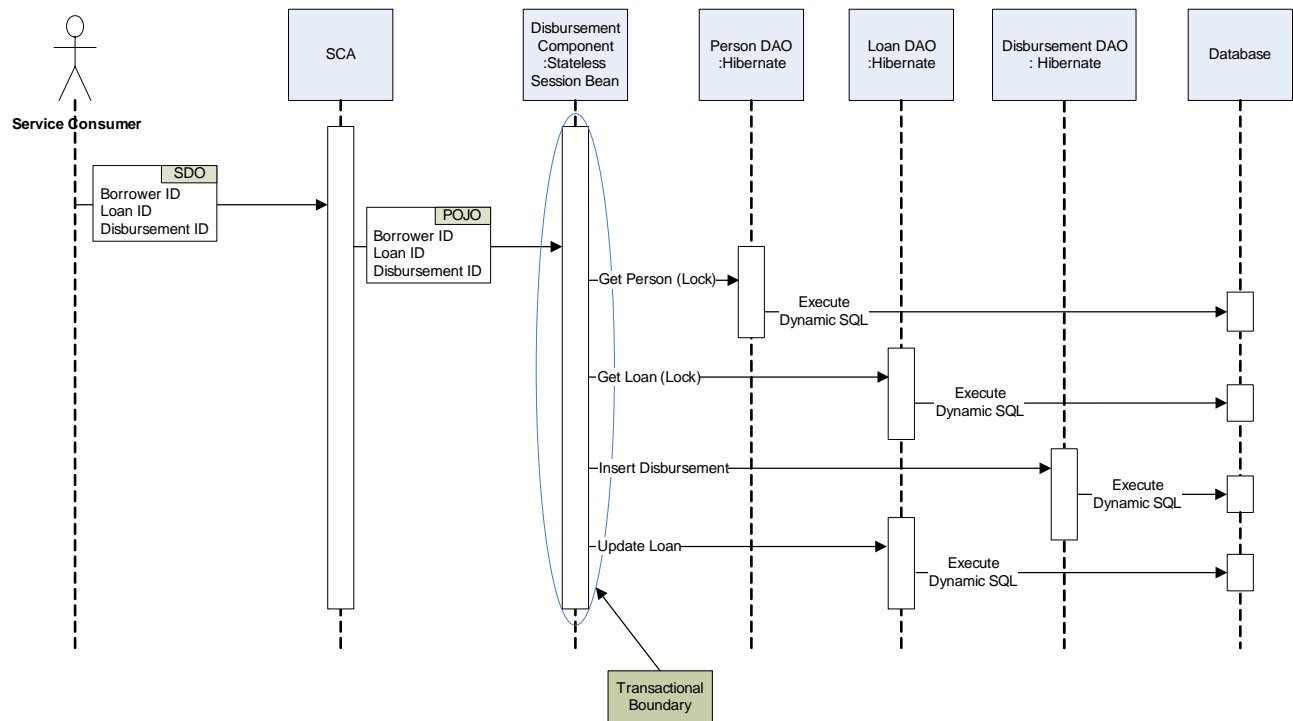 Service Consumer
SCA
Disbursement
Component
:Stateless
Session Bean
Person DAO
:Hibernate
Loan DAO
:Hibernate
Disbursement DAO
: Hibernate
Database
SDO
Borrower ID
Loan ID
Disbursement ID
POJO
Borrower ID
Loan ID
Disbursement ID
Get Person (Lock)
Execute
Dynamic SQL
Get Loan (Lock)
Execute
Dynamic SQL
Insert Disbursement
Execute
Dynamic SQL
Update Loan
Execute
Dynamic SQL
Transactional
Boundary